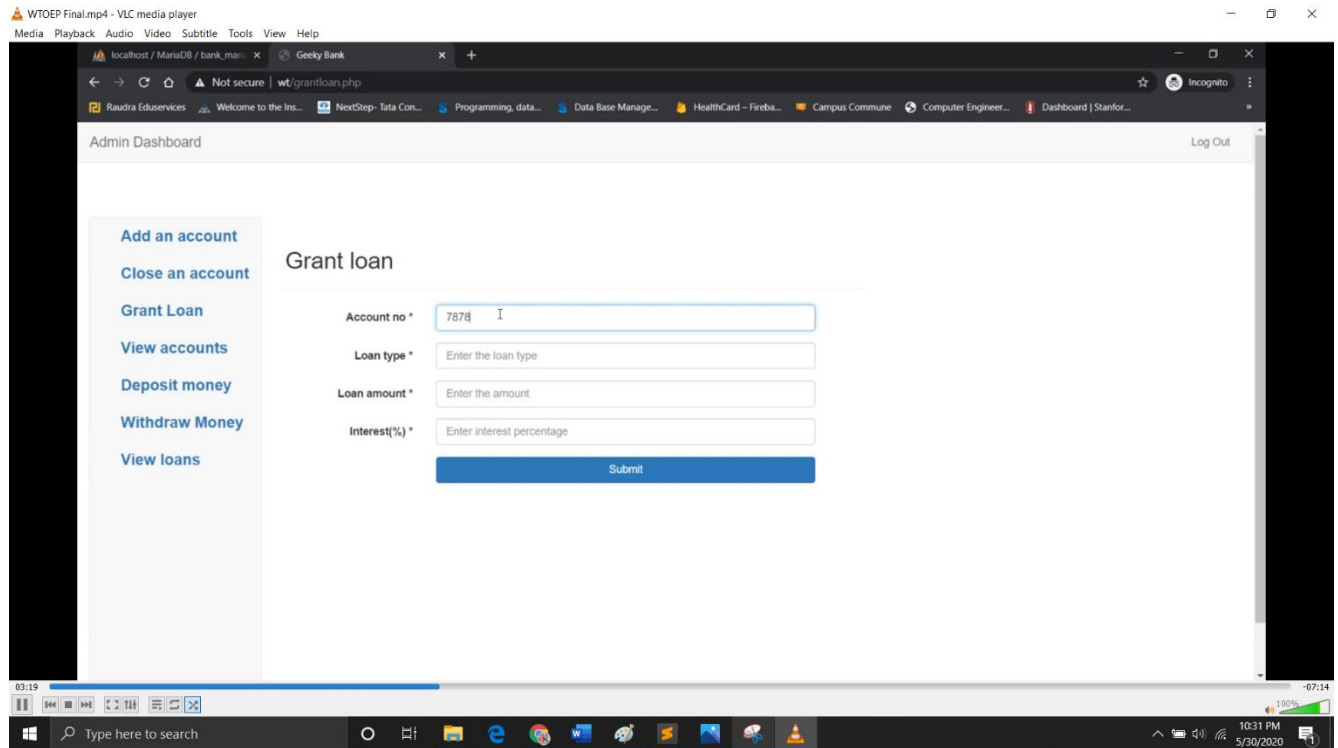 WTOEP Final.mp4 - VLC media player
Media Playback Audio Video Subtitle Tools View Help
localhost / MariaDB / bank_man Geeky Bank
Not secure | wt/grantloan.php Incognito
Raudra Eduservices Welcome to the Ins... NextStep- Tata Con... Programming, data... Data Base Manage... HealthCard – Fireba... Campus Commune Computer Engineer... Dashboard | Stanfor... »
Admin Dashboard Log Out
Add an account
Close an account
Grant Loan
View accounts
Deposit money
Withdraw Money
View loans
Grant loan
Account no * 7878
Loan type * Enter the loan type
Loan amount * Enter the amount
Interest(%) * Enter interest percentage
Submit
03:19 -07:14
100%
Type here to search
10:31 PM
5/30/2020
1